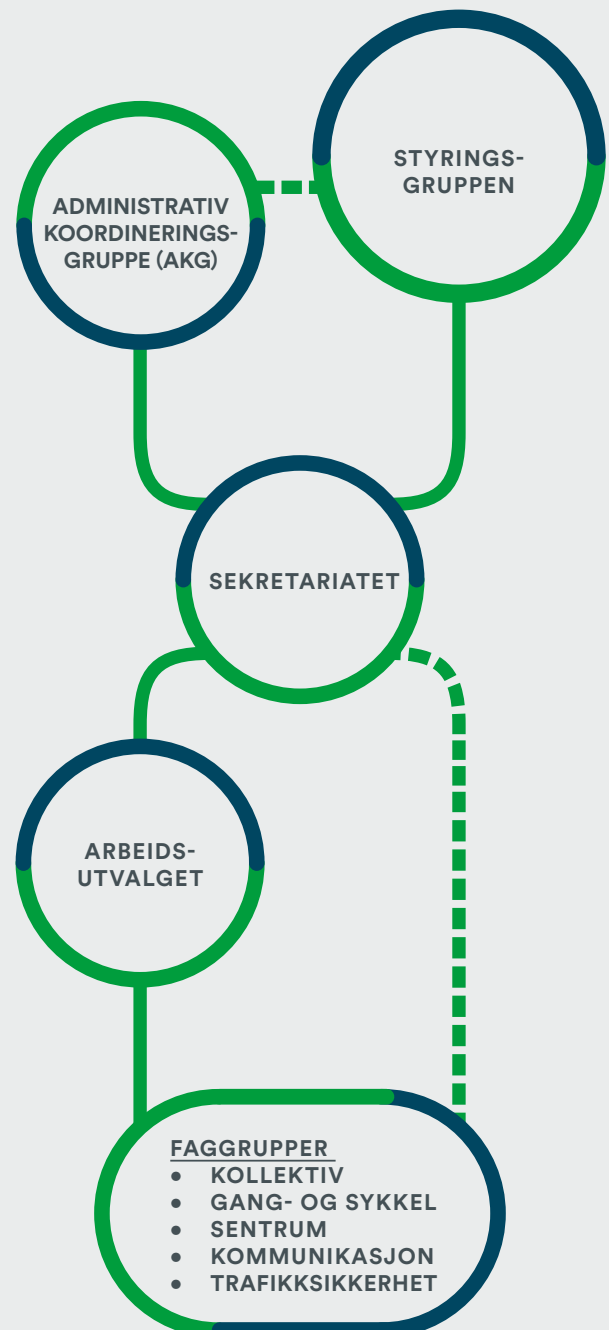 STYRINGS-
GRUPPEN
ADMINISTRATIV
KOORDINERINGS-
GRUPPE (AKG)
SEKRETARIATET
ARBEIDS-
UTVALGET
FAGGRUPPER
• KOLLEKTIV
• GANG- OG SYKKEL
• SENTRUM
• KOMMUNIKASJON
• TRAFIKKSIKKERHET